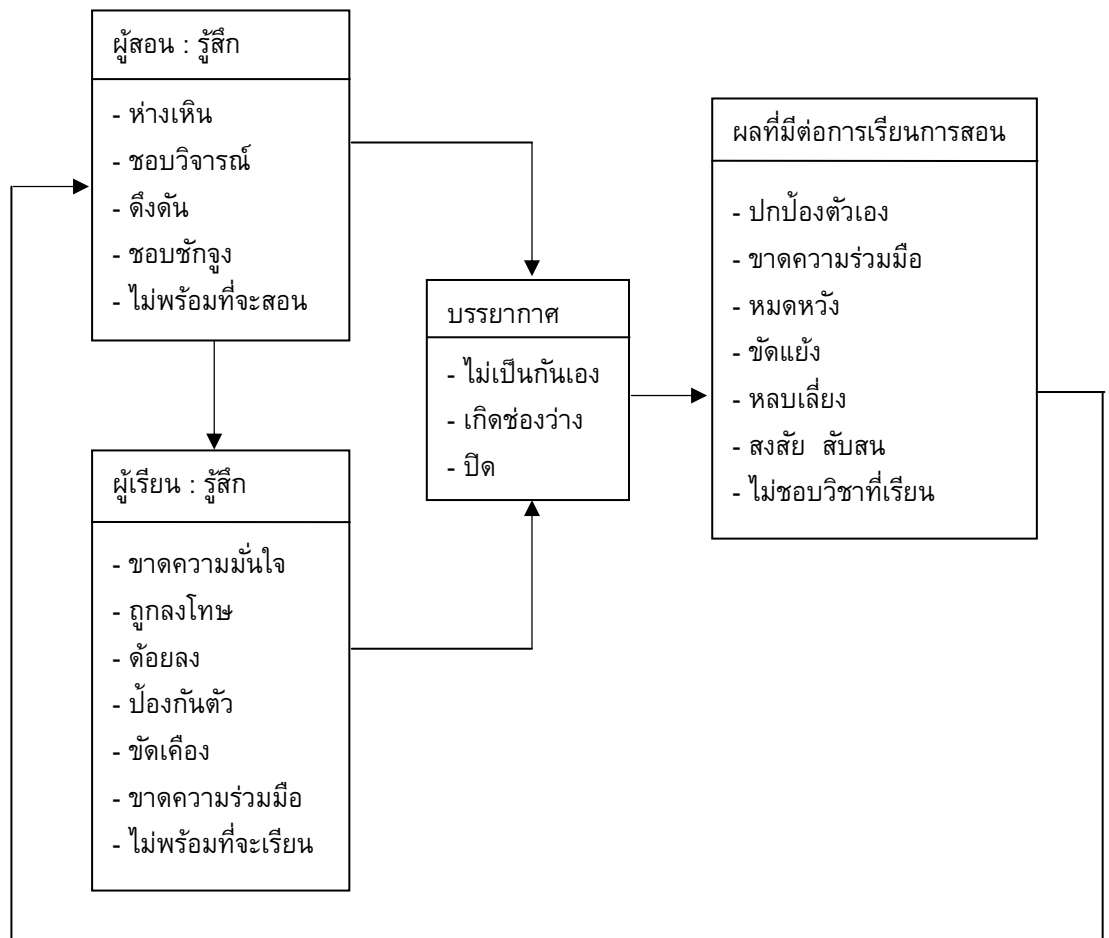 ผู้สอน : รู้สึก
- ห่างเหิน
- ชอบวิจารณ์
- ดึงดัน
- ชอบชักจูง
- ไม่พร้อมที่จะสอน
ผู้เรียน : รู้สึก
- ขาดความมั่นใจ
- ถูกลงโทษ
- ด้อยลง
- ป้องกันตัว
- ขัดเคือง
- ขาดความร่วมมือ
- ไม่พร้อมที่จะเรียน
บรรยากาศ
- ไม่เป็นกันเอง
- เกิดช่องว่าง
- ปิด
ผลที่มีต่อการเรียนการสอน
- ปกป้องตัวเอง
- ขาดความร่วมมือ
- หมดหวัง
- ขัดแย้ง
- หลบเลี่ยง
- สงสัย สับสน
- ไม่ชอบวิชาที่เรียน